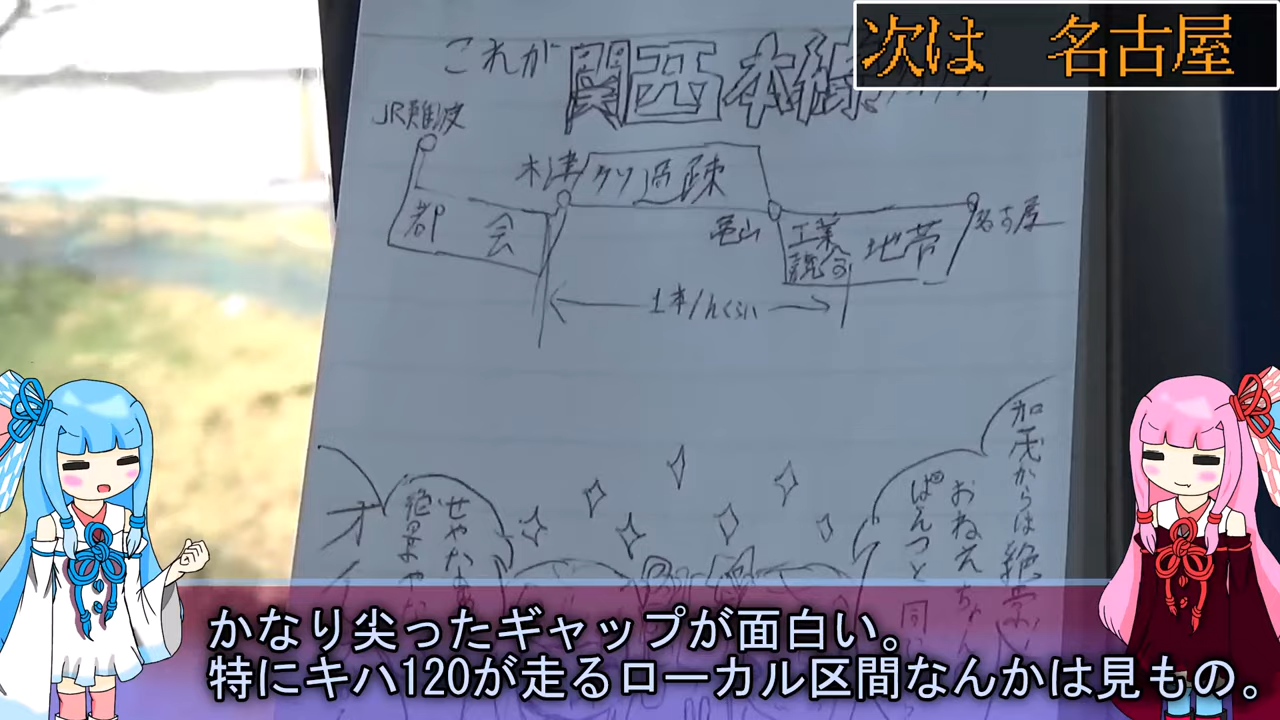 次は 名古屋
これが関西本線
JR難波
木津
クソ過疎
都会
亀山
工業
地帯
名古屋
説合
1本/hくらい
加茂からは絶景
おねえちゃん
ぱんつと同
せやな
絶景やな
オ
かなり尖ったギャップが面白い。
特にキハ120が走るローカル区間なんかは見もの。